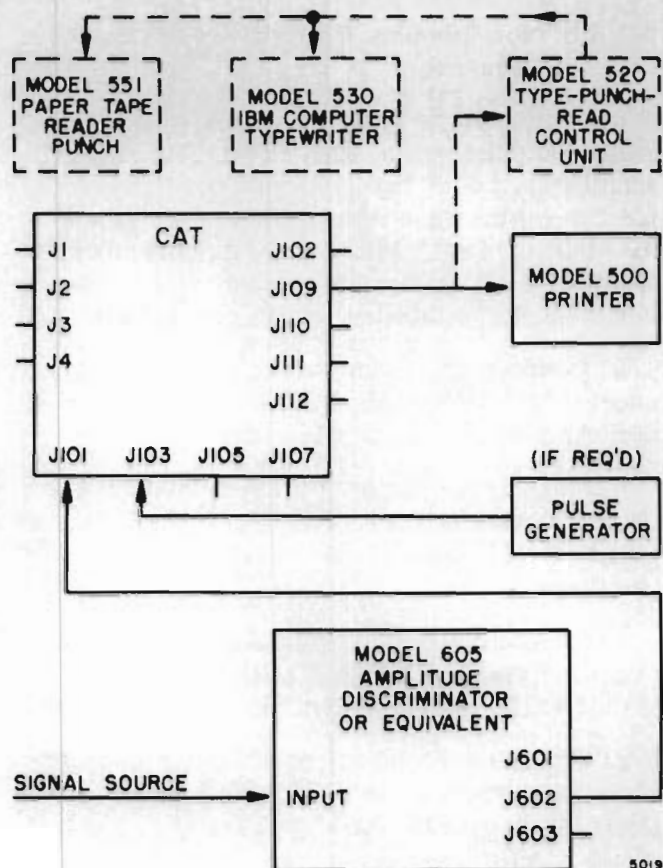 MODEL 551
PAPER TAPE
READER
PUNCH
MODEL 530
IBM COMPUTER
TYPEWRITER
MODEL 520
TYPE-PUNCH-
READ
CONTROL
UNIT
CAT
J1
J2
J3
J4
J102
J109
J110
J111
J112
J101 J103 J105 J107
MODEL 500
PRINTER
(IF REQ'D)
PULSE
GENERATOR
MODEL 605
AMPLITUDE
DISCRIMINATOR
OR EQUIVALENT
SIGNAL SOURCE
INPUT
J601
J602
J603
5019